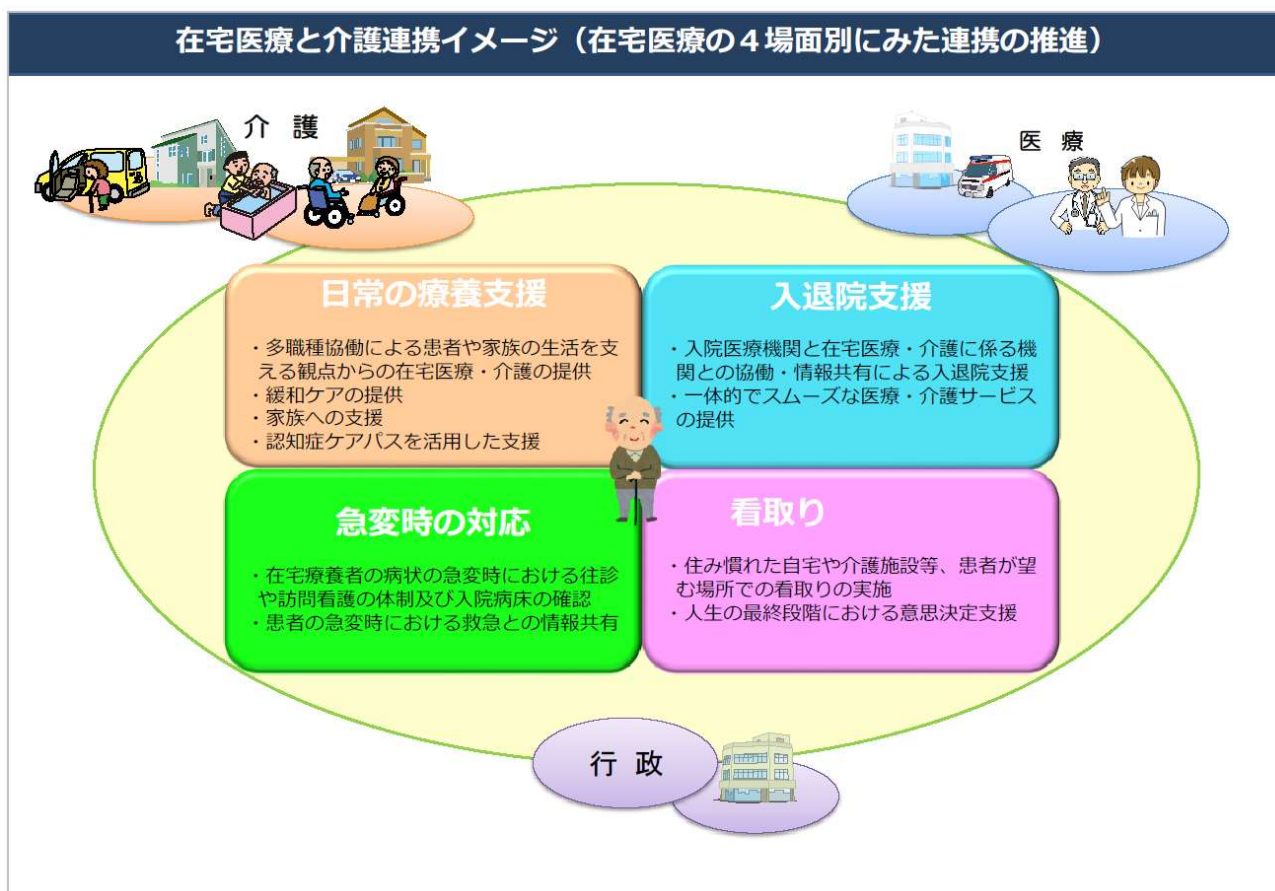 在宅医療と介護連携イメージ（在宅医療の４場面別にみた連携の推進）
介 護
医 療
日常の療養支援
・多職種協働による患者や家族の生活を支
える観点からの在宅医療・介護の提供
・緩和ケアの提供
・家族への支援
・認知症ケアパスを活用した支援
入退院支援
・入院医療機関と在宅医療・介護に係る機
関との協働・情報共有による入退院支援
・一体的でスムーズな医療・介護サービス
の提供
急変時の対応
・在宅療養者の病状の急変時における往診
や訪問看護の体制及び入院病床の確認
・患者の急変時における救急との情報共有
看取り
・住み慣れた自宅や介護施設等、患者が望
む場所での看取りの実施
・人生の最終段階における意思決定支援
行 政